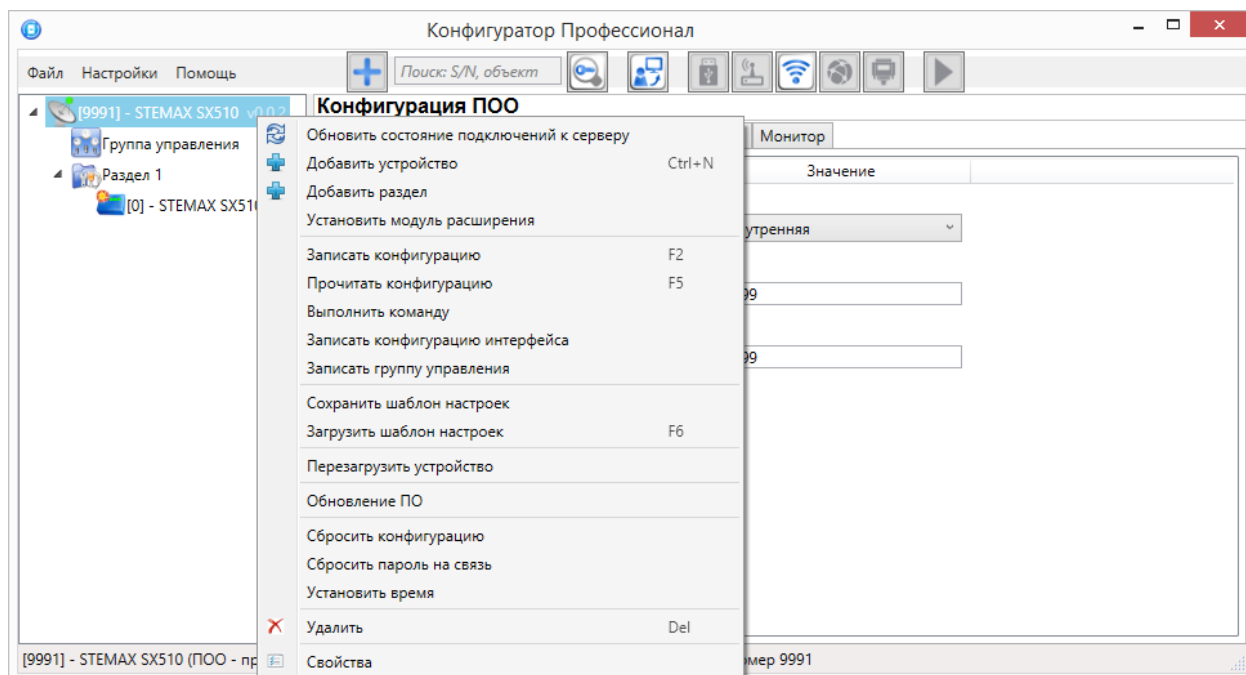 Конфигуратор Профессионал
Файл Настройки Помощь
Поиск: S/N, объект
[9991] - STEMAX SX510 v0.0.2
Конфигурация ПОО
Группа управления
Раздел 1
[0] - STEMAX SX510
Монитор
Значение
утренняя
99
99
Обновить состояние подключений к серверу
Добавить устройство Ctrl+N
Добавить раздел
Установить модуль расширения
Записать конфигурацию F2
Прочитать конфигурацию F5
Выполнить команду
Записать конфигурацию интерфейса
Записать группу управления
Сохранить шаблон настроек
Загрузить шаблон настроек F6
Перезагрузить устройство
Обновление ПО
Сбросить конфигурацию
Сбросить пароль на связь
Установить время
Удалить Del
Свойства
[9991] - STEMAX SX510 (ПОО - пр
мер 9991